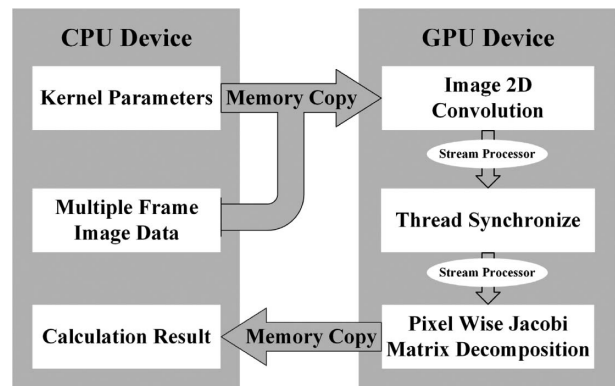 CPU Device
Kernel Parameters
Multiple Frame
Image Data
Calculation Result
Memory Copy
GPU Device
Image 2D
Convolution
Stream Processor
Thread Synchronize
Stream Processor
Pixel Wise Jacobi
Matrix Decomposition
Memory Copy